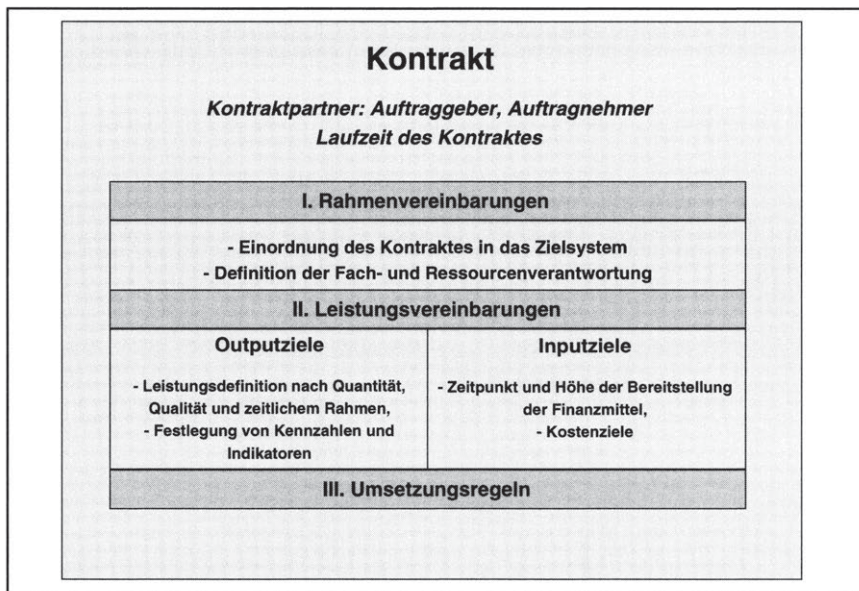 Kontrakt
Kontraktpartner: Auftraggeber, Auftragnehmer
Laufzeit des Kontraktes
I. Rahmenvereinbarungen
- Einordnung des Kontraktes in das Zielsystem
- Definition der Fach- und Ressourcenverantwortung
II. Leistungsvereinbarungen
Outputziele
- Leistungsdefinition nach Quantität,
Qualität und zeitlichem Rahmen,
- Festlegung von Kennzahlen und
Indikatoren
Inputziele
- Zeitpunkt und Höhe der Bereitstellung
der Finanzmittel,
- Kostenziele
III. Umsetzungsregeln